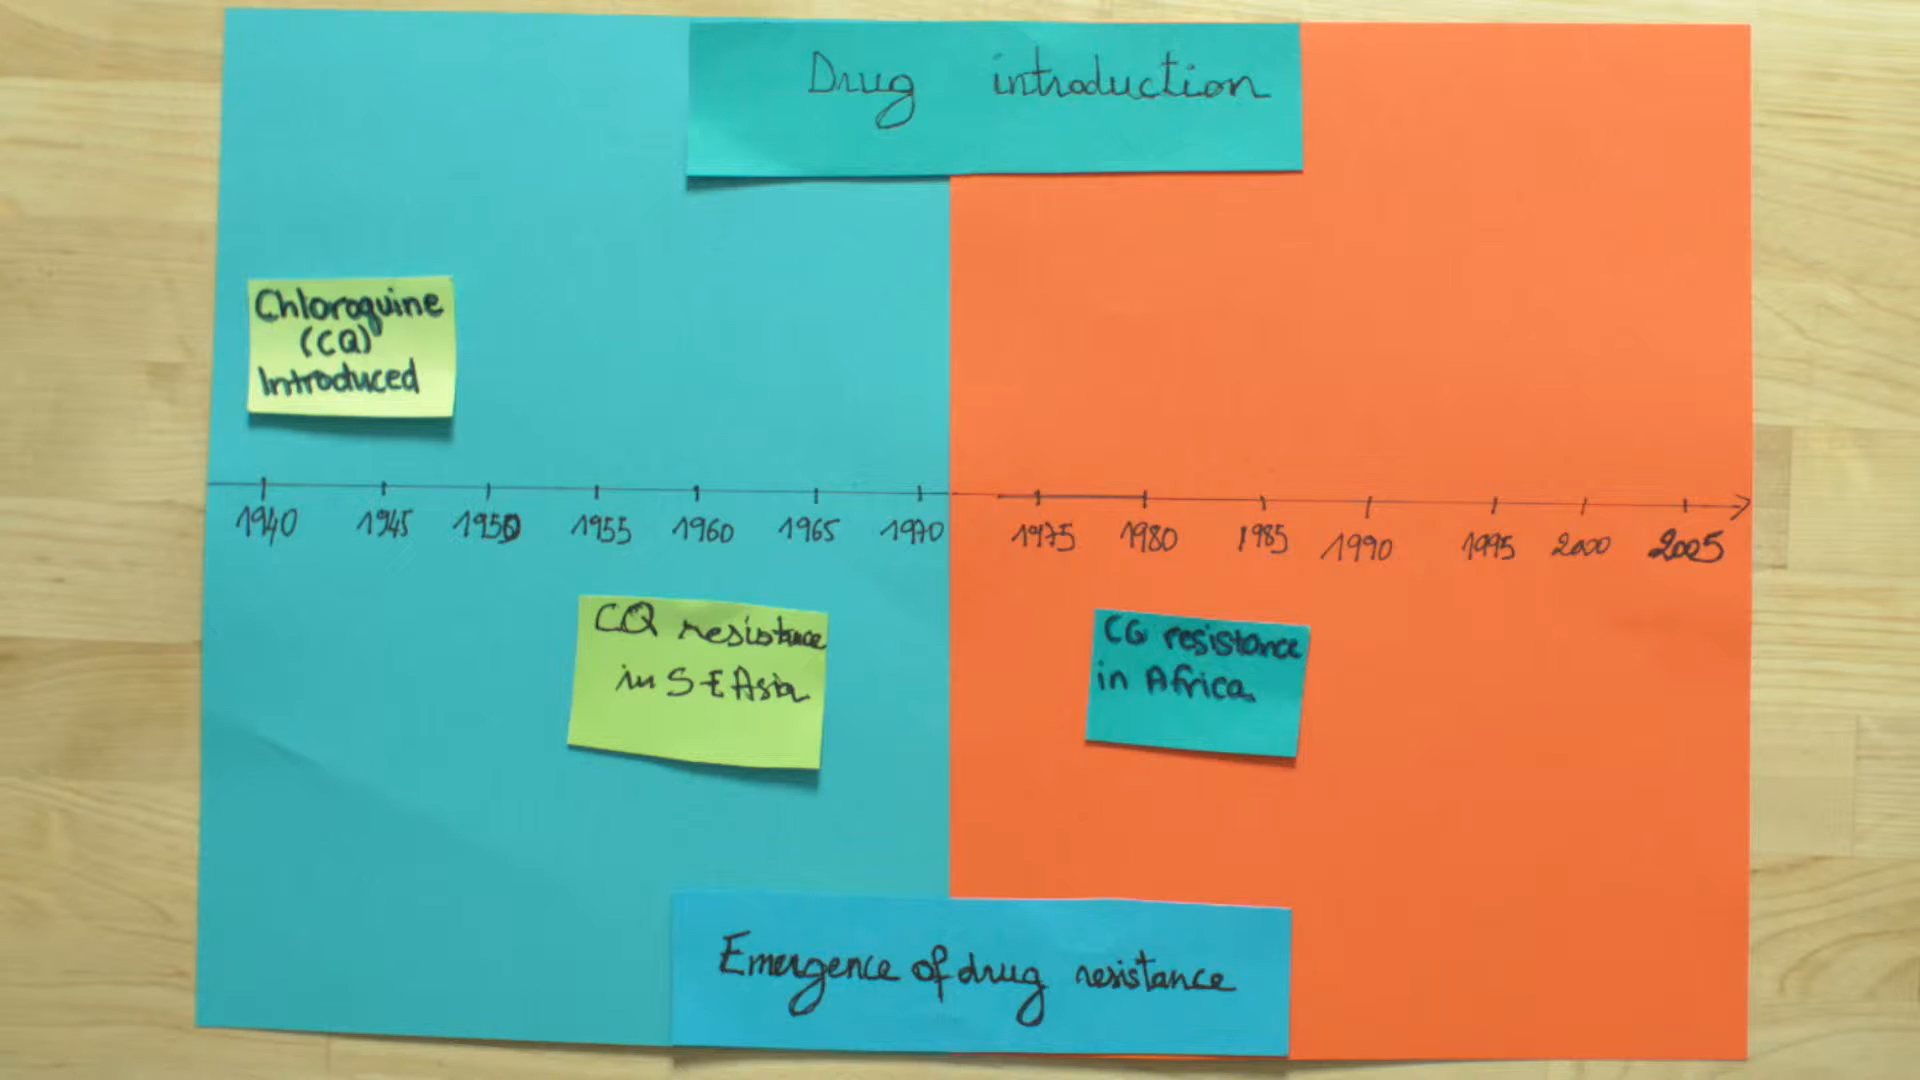 Drug introduction
Chloroquine
(CQ)
Introduced
1940 1945 1950 1955 1960 1965 1970 1975 1980 1985 1990 1995 2000 2005
CQ resistance
in SE Asia
CQ resistance
in Africa
Emergence of drug resistance